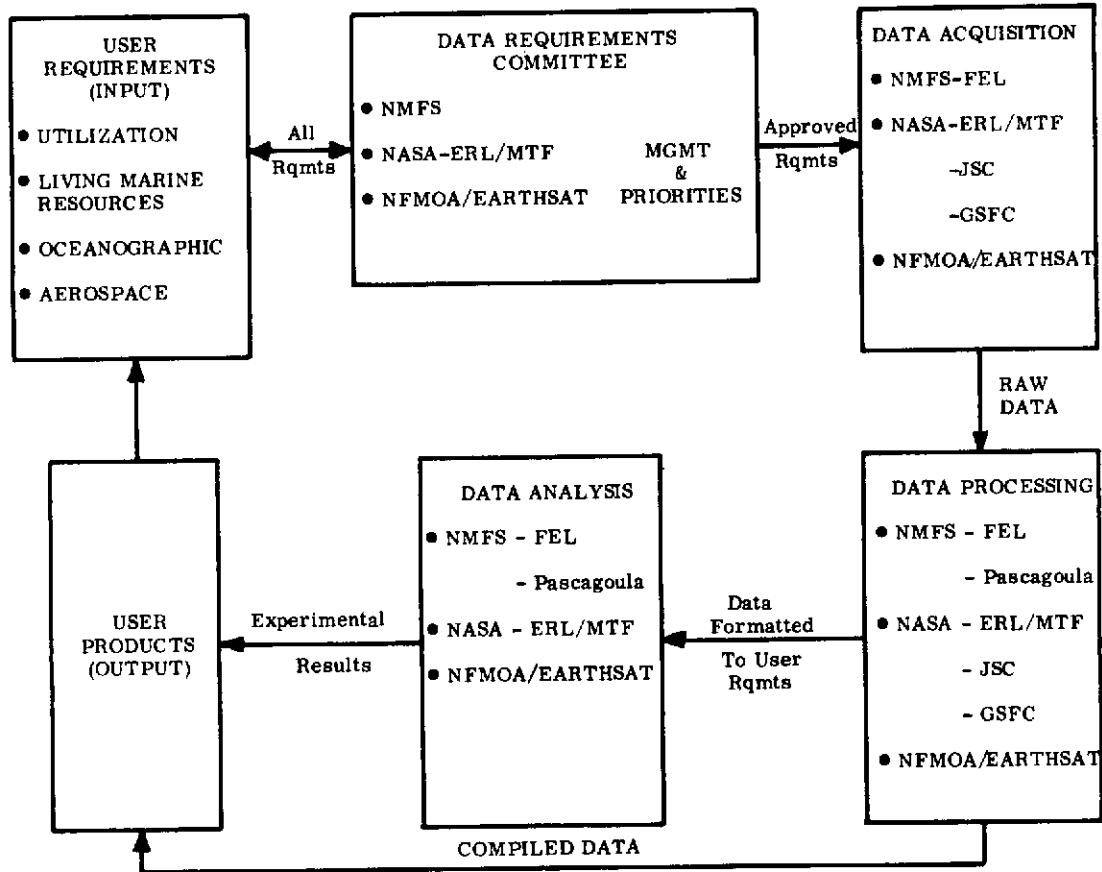 USER
REQUIREMENTS
(INPUT)
● UTILIZATION
● LIVING MARINE
RESOURCES
● OCEANOGRAPHIC
● AEROSPACE
All
Rqmts
DATA REQUIREMENTS
COMMITTEE
● NMFS
● NASA-ERL/MTF
● NFMOA/EARTHSAT
MGMT
&
PRIORITIES
Approved
Rqmts
DATA ACQUISITION
● NMFS-FEL
● NASA-ERL/MTF
-JSC
-GSFC
● NFMOA/EARTHSAT
RAW
DATA
DATA PROCESSING
● NMFS - FEL
- Pascagoula
● NASA - ERL/MTF
- JSC
- GSFC
● NFMOA/EARTHSAT
Data
Formatted
To User
Rqmts
DATA ANALYSIS
● NMFS - FEL
- Pascagoula
● NASA - ERL/MTF
● NFMOA/EARTHSAT
Experimental
Results
USER
PRODUCTS
(OUTPUT)
COMPILED DATA